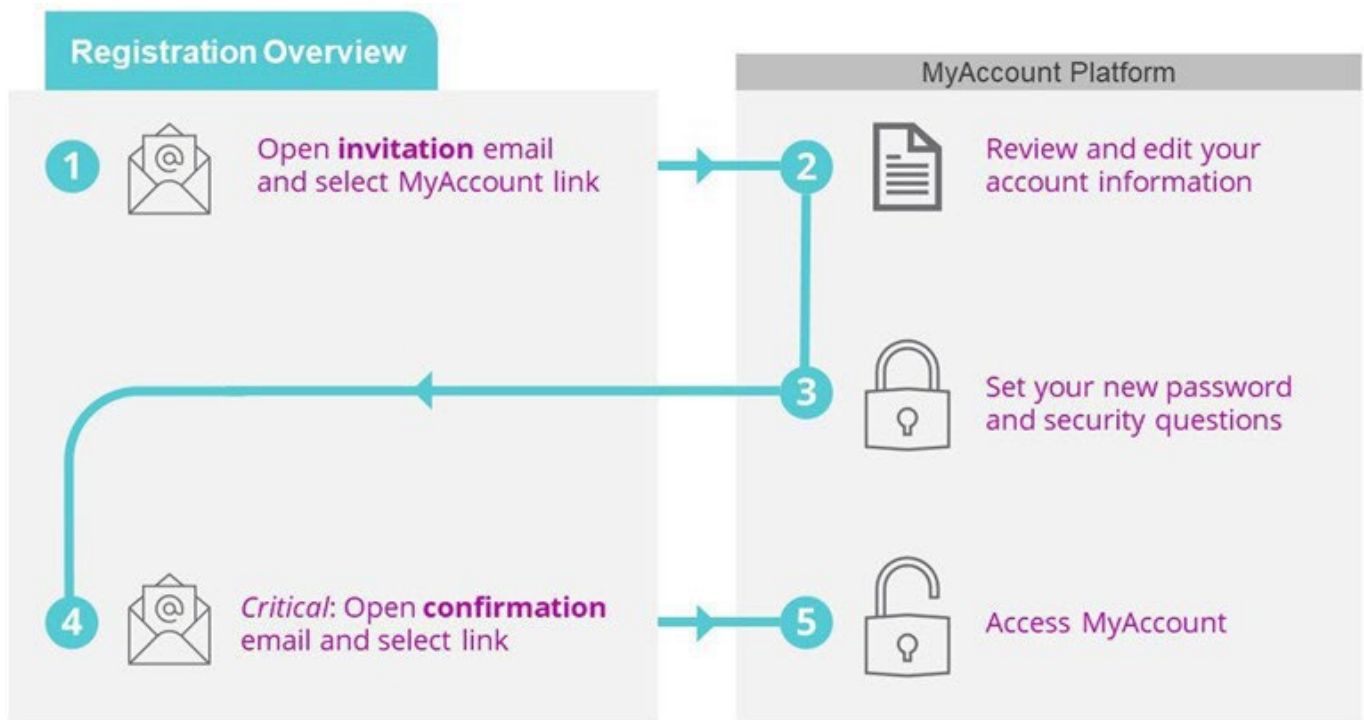 Registration Overview
MyAccount Platform
1
@
Open invitation email
and select MyAccount link
2
Review and edit your
account information
3
Set your new password
and security questions
4
@
Critical: Open confirmation
email and select link
5
Access MyAccount